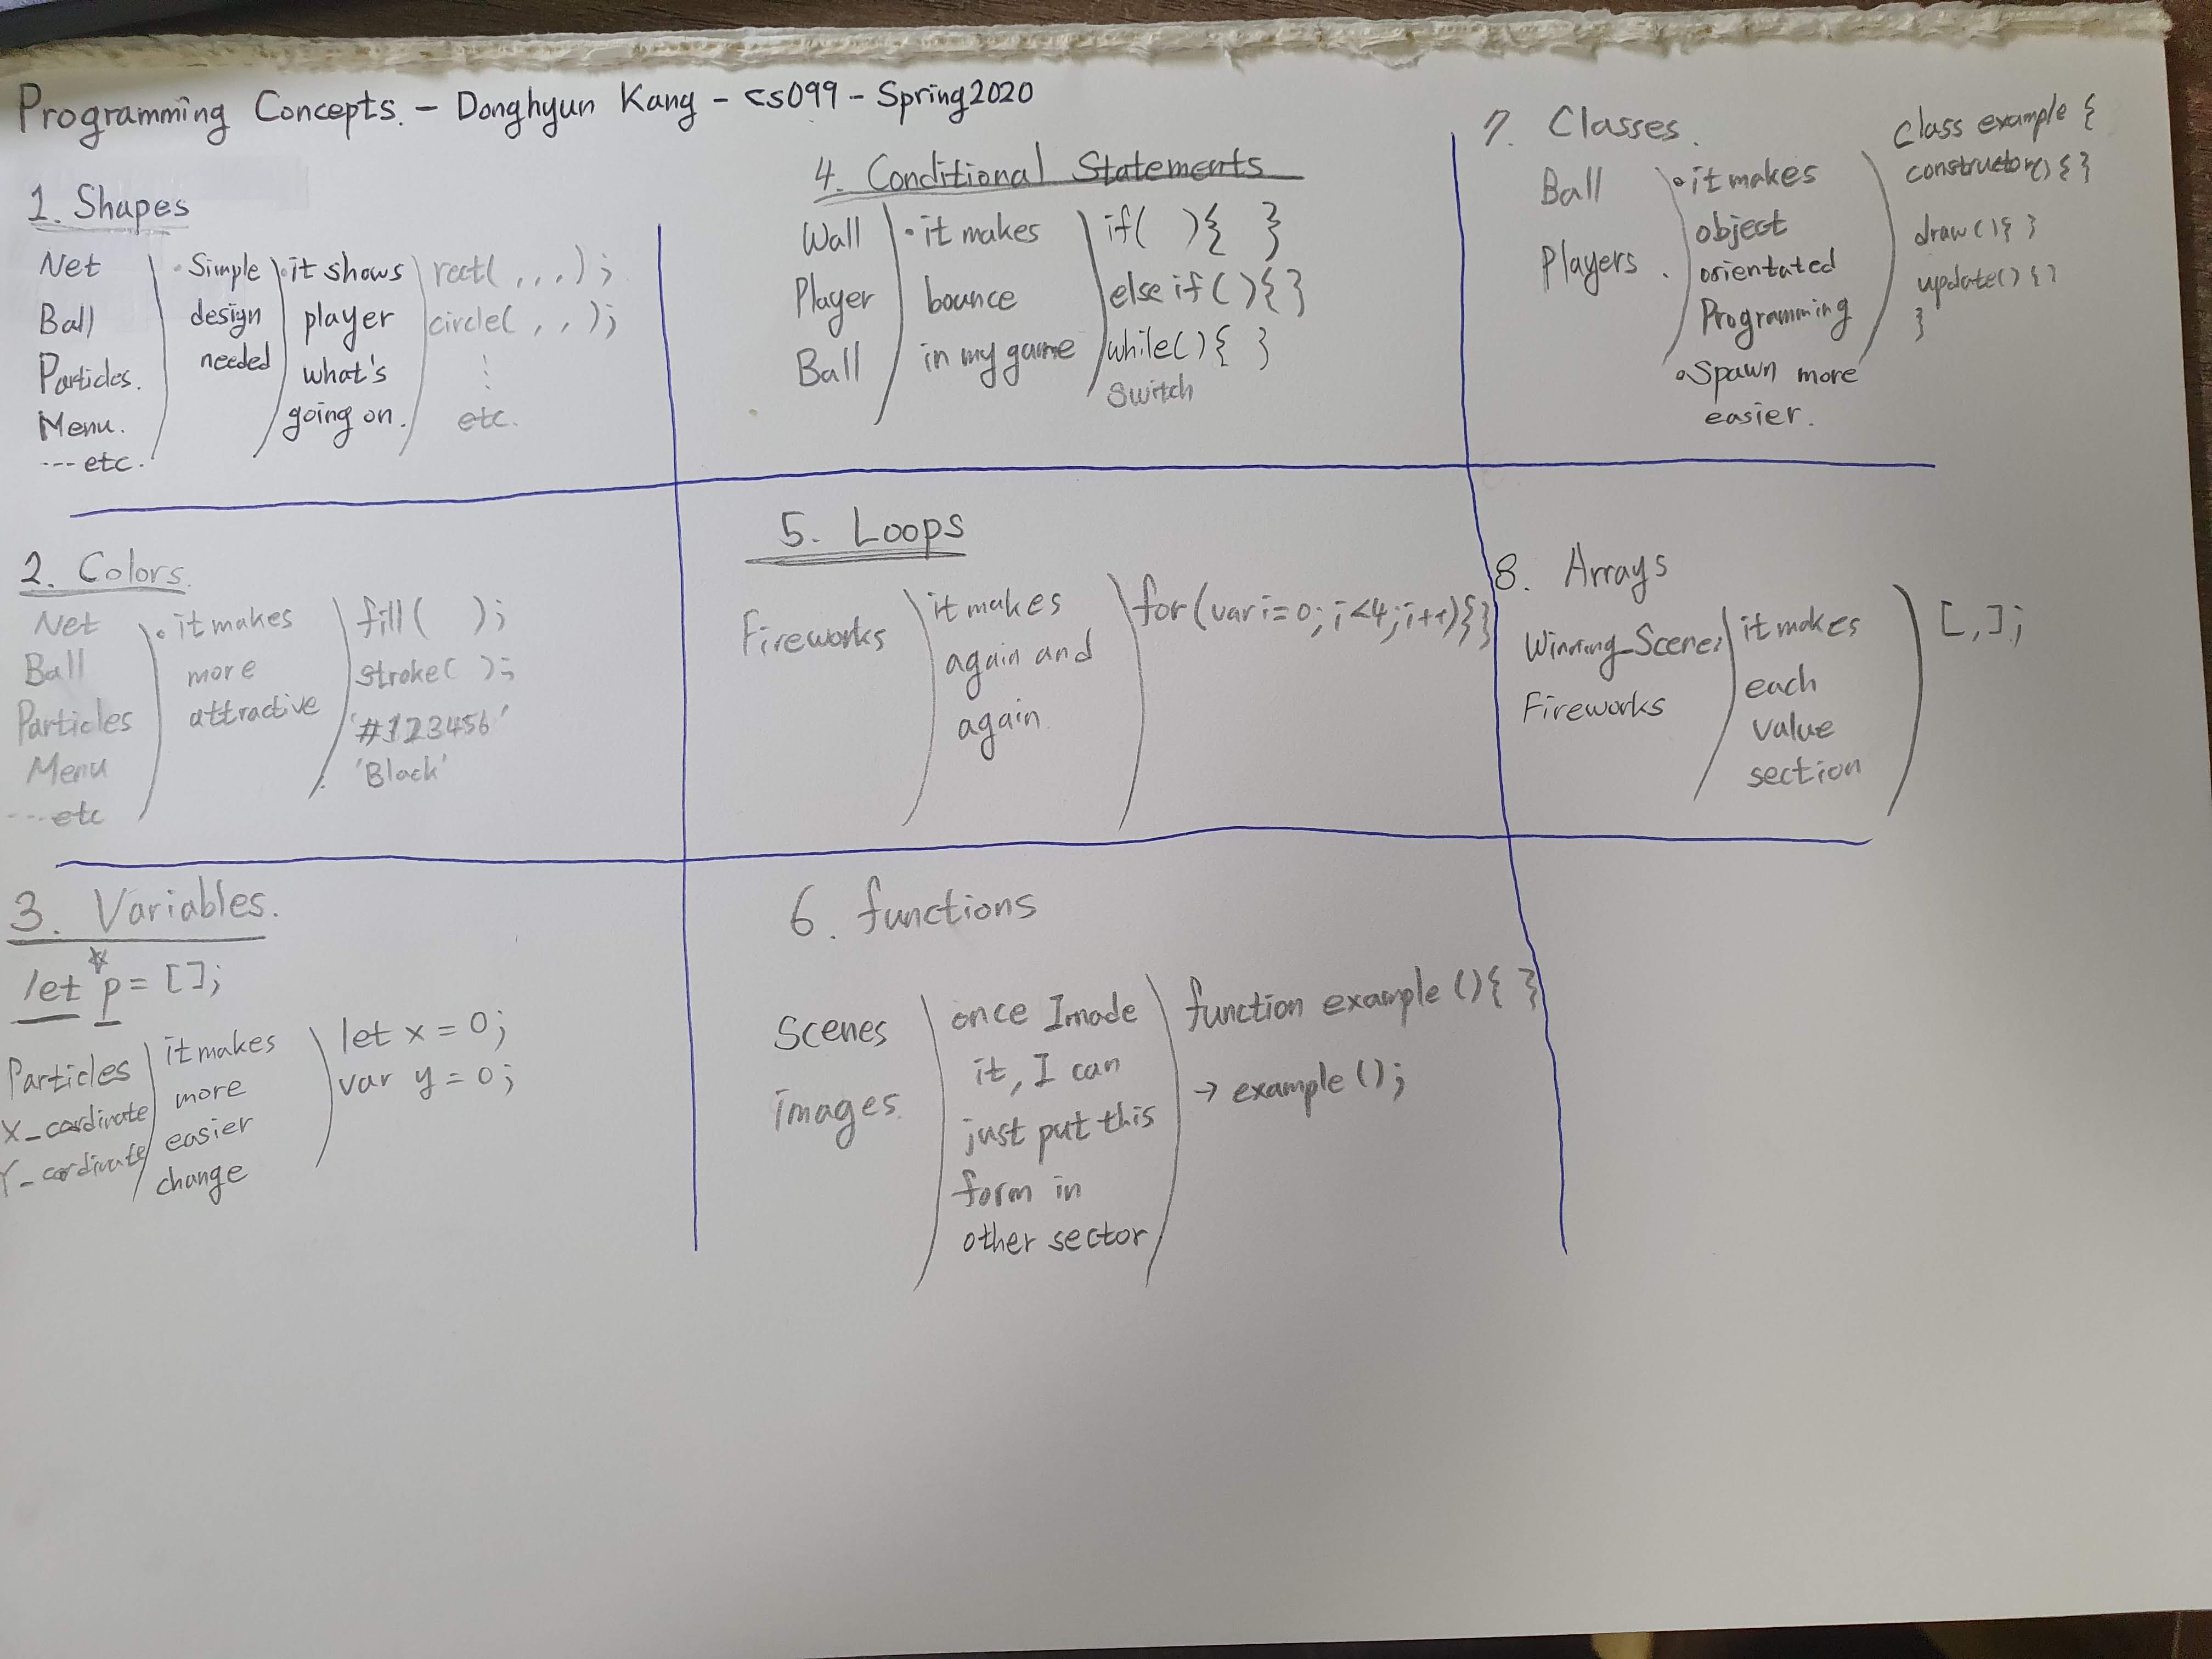 Programming Concepts. - Donghyun Kang - CS099 - Spring2020
1. Shapes
Net
Ball
Particles.
Menu.
---etc.
· Simple
design
needed
· it shows
player
what's
going on.
rect( , , , );
circle( , , );
⋮
etc.
2. Colors.
Net
Ball
Particles
Menu
---etc
· it makes
more
attractive
fill( );
stroke( );
'#123456'
'Black'
3. Variables.
let p = [];
Particles
X_cordinate
Y_cordinate
it makes
more
easier
change
let x = 0;
var y = 0;
4. Conditional Statements
Wall
Player
Ball
· it makes
bounce
in my game
if( ){ }
else if( ){ }
while( ){ }
Switch
5. Loops
Fireworks
it makes
again and
again
for(var i=0; i<4; i++){}
6. functions
Scenes
images
once I made
it, I can
just put this
form in
other sector
function example (){ }
→ example ();
7. Classes.
Ball
Players.
· it makes
object
orientated
Programming
· Spawn more
easier.
Class example {
constructor(){ }
draw(){ }
update(){ }
}
8. Arrays
Winning_Scenes
Fireworks
it makes
each
value
section
[,];